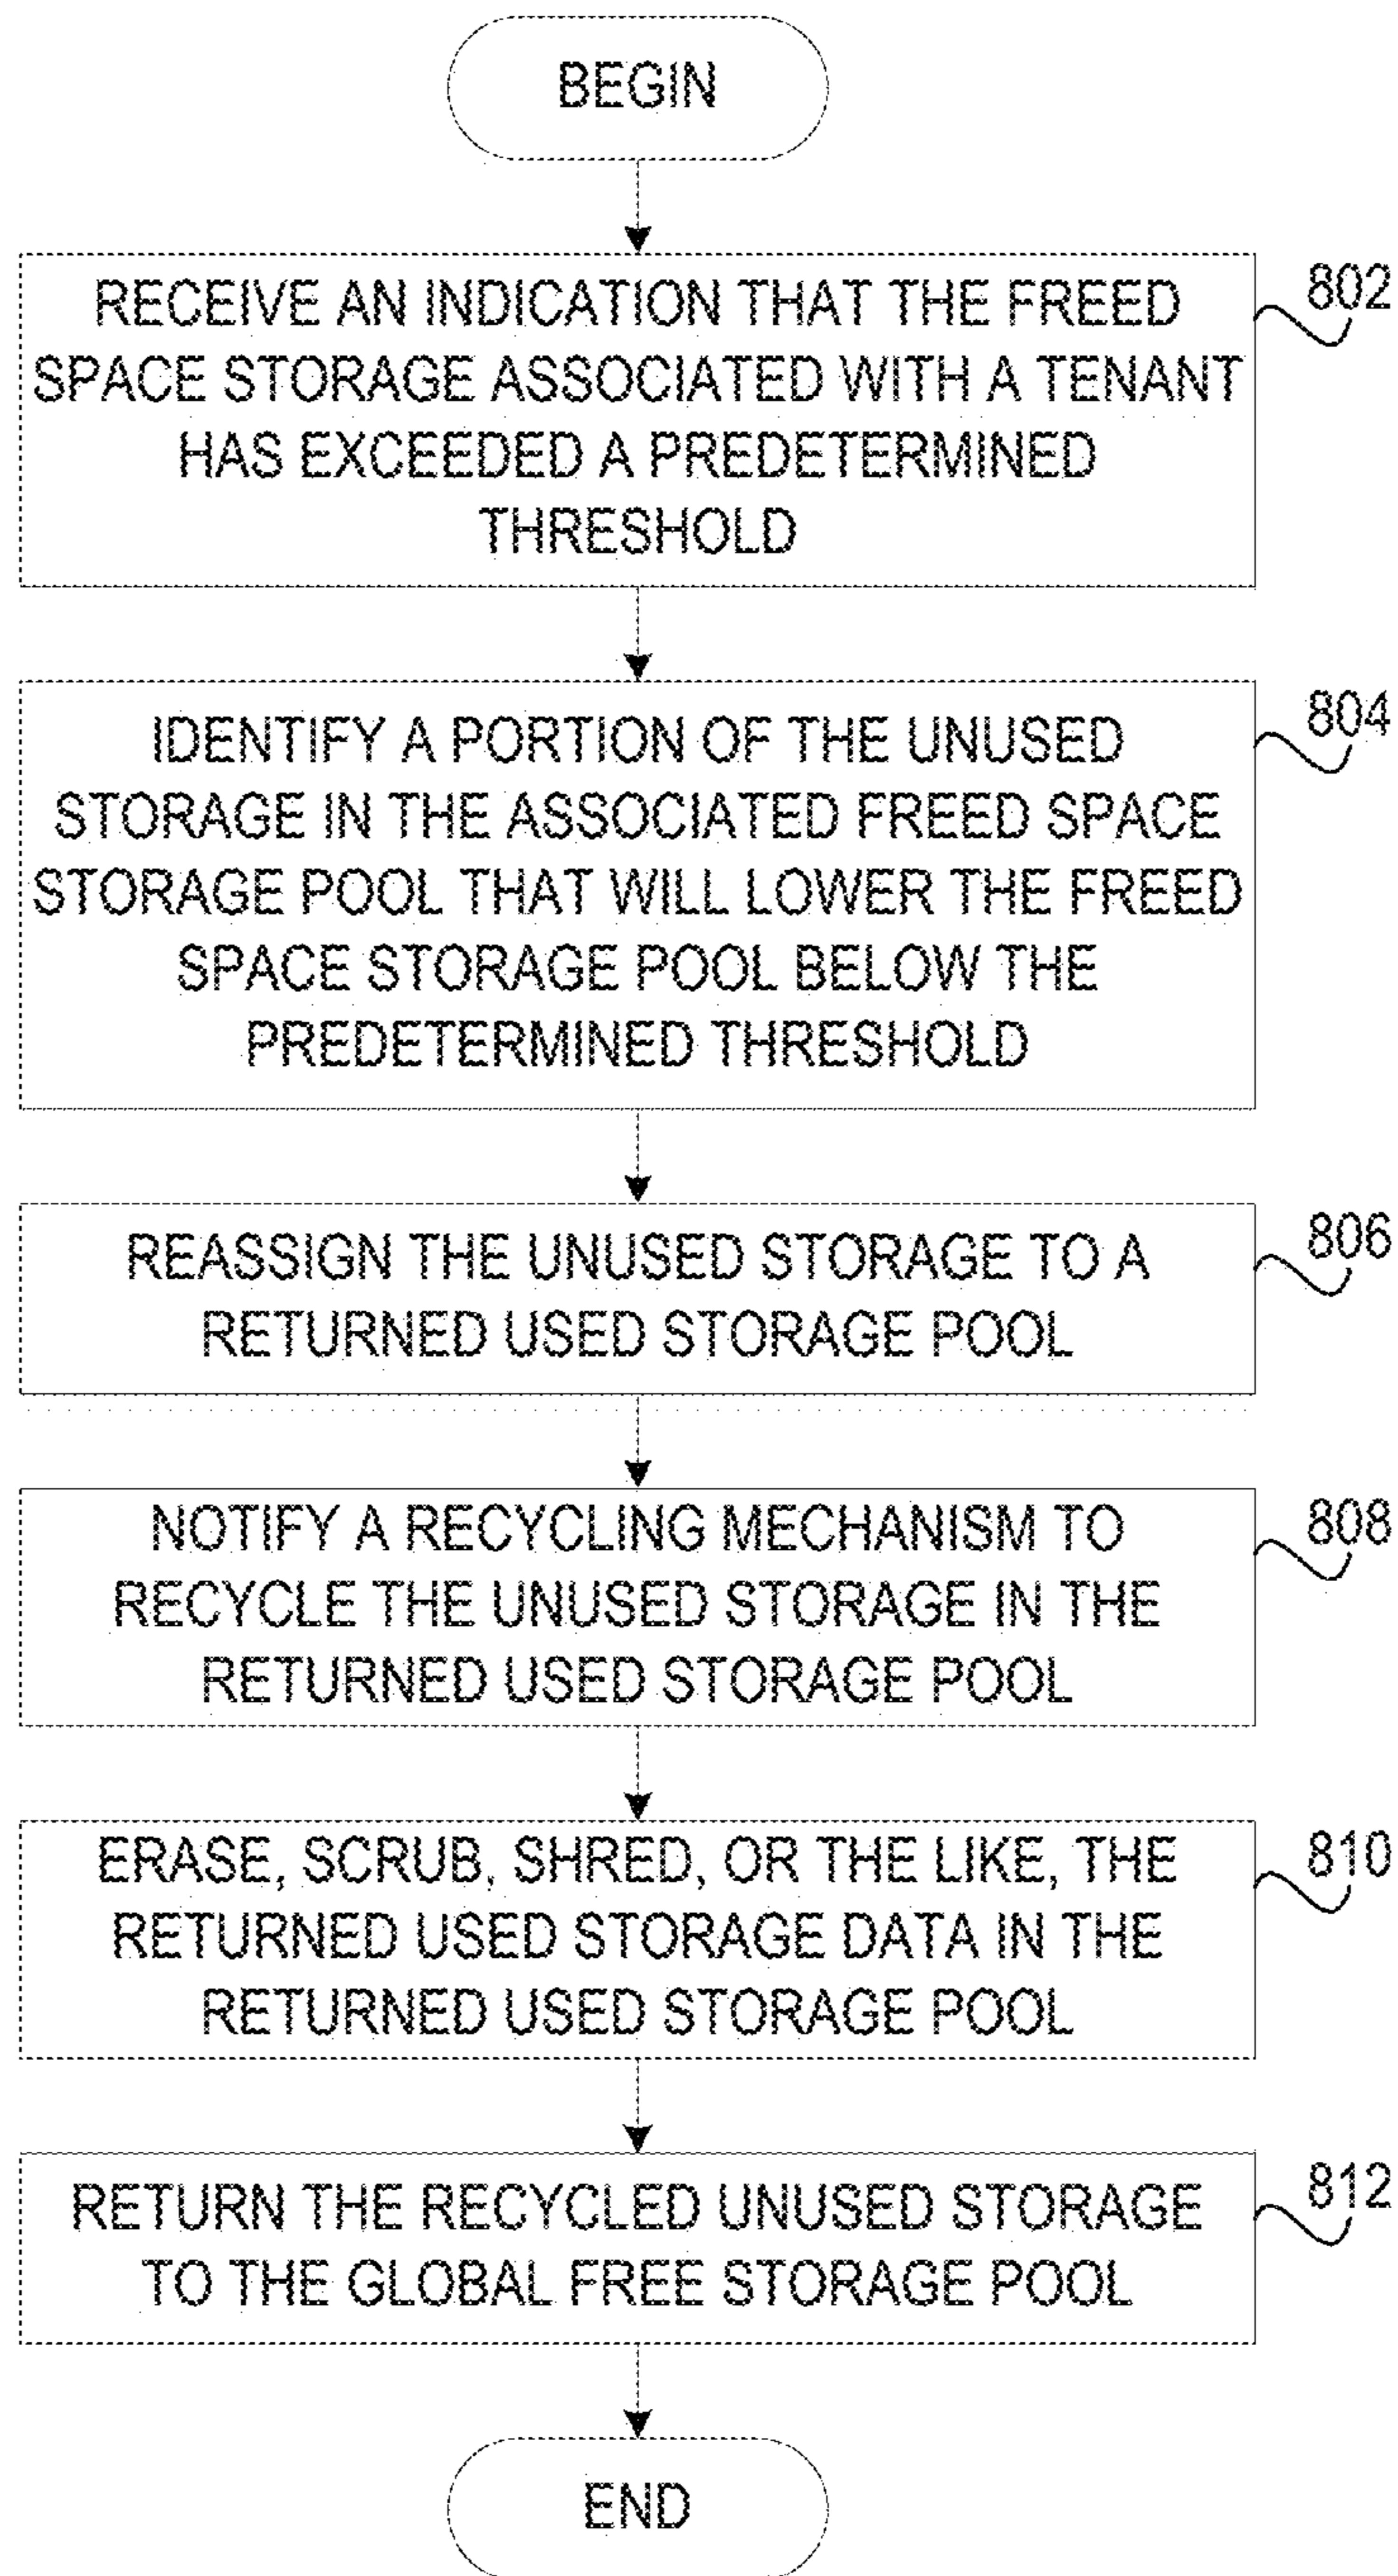 BEGIN
RECEIVE AN INDICATION THAT THE FREED
SPACE STORAGE ASSOCIATED WITH A TENANT
HAS EXCEEDED A PREDETERMINED
THRESHOLD
802
IDENTIFY A PORTION OF THE UNUSED
STORAGE IN THE ASSOCIATED FREED SPACE
STORAGE POOL THAT WILL LOWER THE FREED
SPACE STORAGE POOL BELOW THE
PREDETERMINED THRESHOLD
804
REASSIGN THE UNUSED STORAGE TO A
RETURNED USED STORAGE POOL
806
NOTIFY A RECYCLING MECHANISM TO
RECYCLE THE UNUSED STORAGE IN THE
RETURNED USED STORAGE POOL
808
ERASE, SCRUB, SHRED, OR THE LIKE, THE
RETURNED USED STORAGE DATA IN THE
RETURNED USED STORAGE POOL
810
RETURN THE RECYCLED UNUSED STORAGE
TO THE GLOBAL FREE STORAGE POOL
812
END